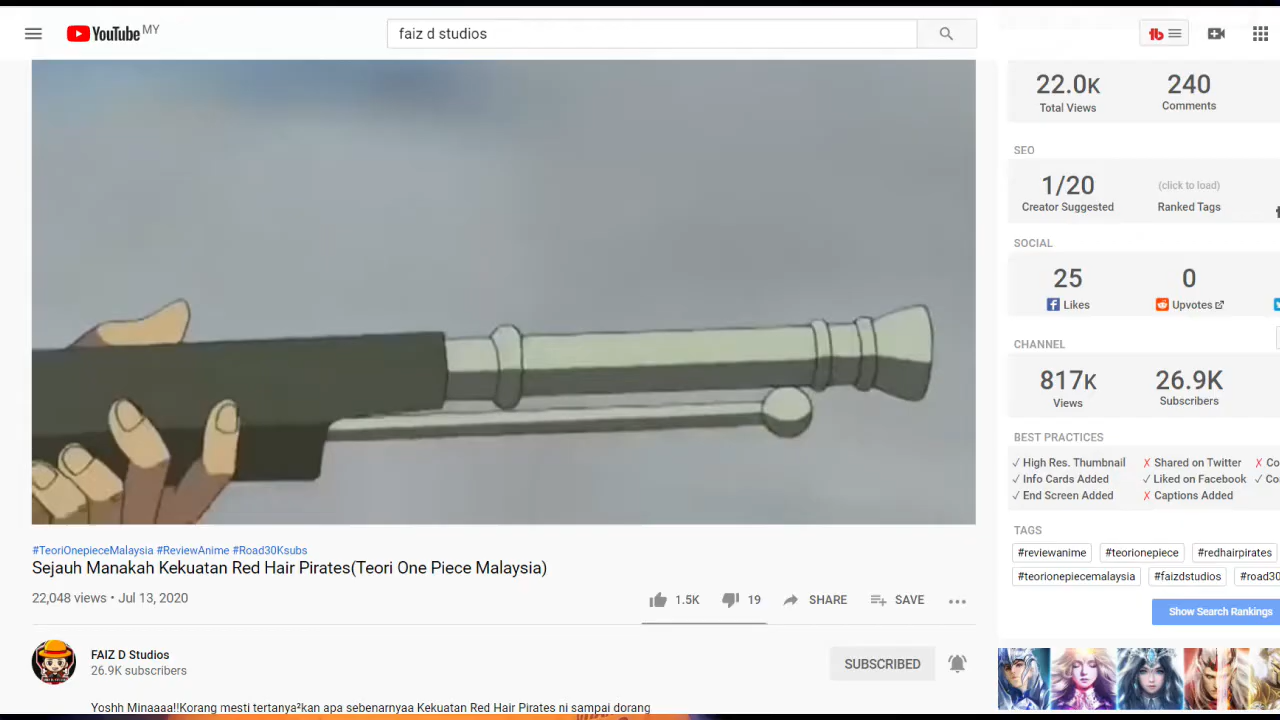 YouTube MY
faiz d studios
22.0K 240
Total Views Comments
SEO
1/20 (click to load)
Creator Suggested Ranked Tags
SOCIAL
25 0
Likes Upvotes
CHANNEL
817K 26.9K
Views Subscribers
BEST PRACTICES
✓ High Res. Thumbnail ✗ Shared on Twitter ✗ Co
✓ Info Cards Added ✓ Liked on Facebook ✓ Co
✓ End Screen Added ✗ Captions Added
TAGS
#reviewanime #teorionepiece #redhairpirates
#teorionepiecemalaysia #faizdstudios #road30
Show Search Rankings
#TeoriOnepieceMalaysia #ReviewAnime #Road30Ksubs
Sejauh Manakah Kekuatan Red Hair Pirates(Teori One Piece Malaysia)
22,048 views • Jul 13, 2020
1.5K 19 SHARE SAVE
FAIZ D Studios
26.9K subscribers
SUBSCRIBED
Yoshh Minaaaa!!Korang mesti tertanya²kan apa sebenarnyaa Kekuatan Red Hair Pirates ni sampai dorang